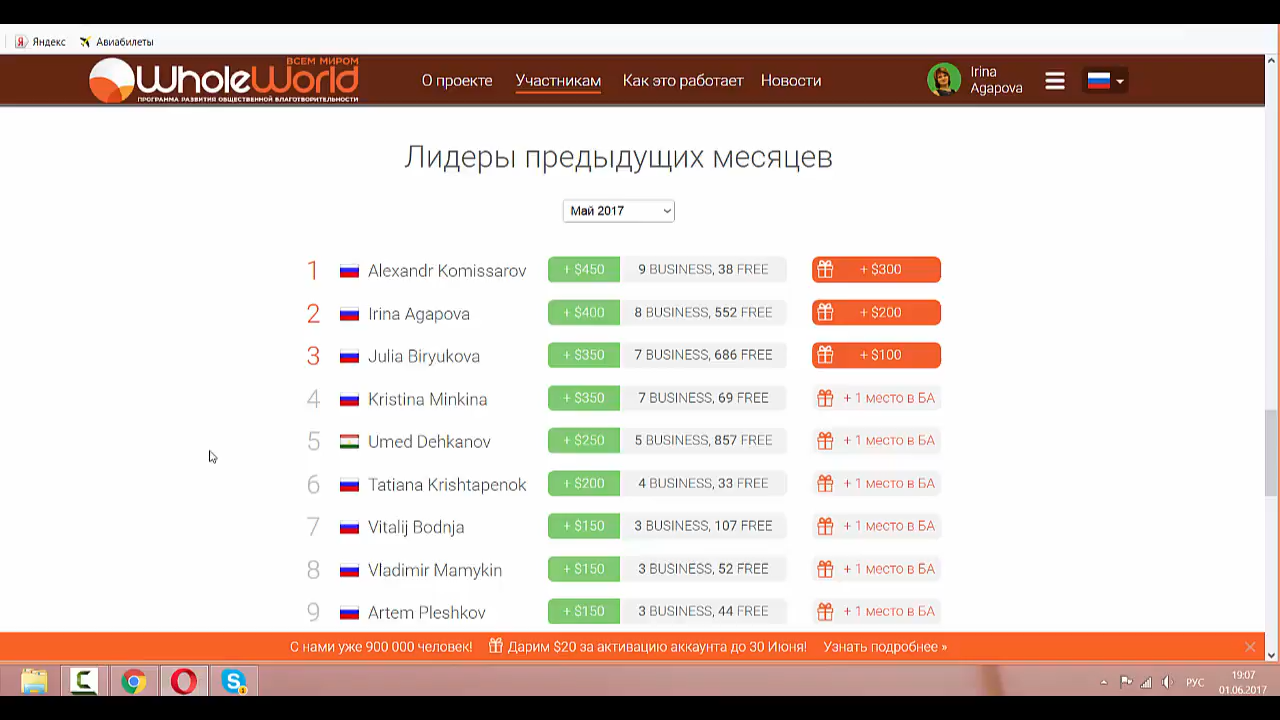 Яндекс Авиабилеты
ВСЕМ МИРОМ
WholeWorld
ПРОГРАММА РАЗВИТИЯ ОБЩЕСТВЕННОЙ БЛАГОТВОРИТЕЛЬНОСТИ
О проекте Участникам Как это работает Новости
Irina
Agapova
Лидеры предыдущих месяцев
Май 2017
1 Alexandr Komissarov + $450 9 BUSINESS, 38 FREE + $300
2 Irina Agapova + $400 8 BUSINESS, 552 FREE + $200
3 Julia Biryukova + $350 7 BUSINESS, 686 FREE + $100
4 Kristina Minkina + $350 7 BUSINESS, 69 FREE + 1 место в БА
5 Umed Dehkanov + $250 5 BUSINESS, 857 FREE + 1 место в БА
6 Tatiana Krishtapenok + $200 4 BUSINESS, 33 FREE + 1 место в БА
7 Vitalij Bodnja + $150 3 BUSINESS, 107 FREE + 1 место в БА
8 Vladimir Mamykin + $150 3 BUSINESS, 52 FREE + 1 место в БА
9 Artem Pleshkov + $150 3 BUSINESS, 44 FREE + 1 место в БА
С нами уже 900 000 человек! Дарим $20 за активацию аккаунта до 30 Июня! Узнать подробнее »
РУС
19:07
01.06.2017